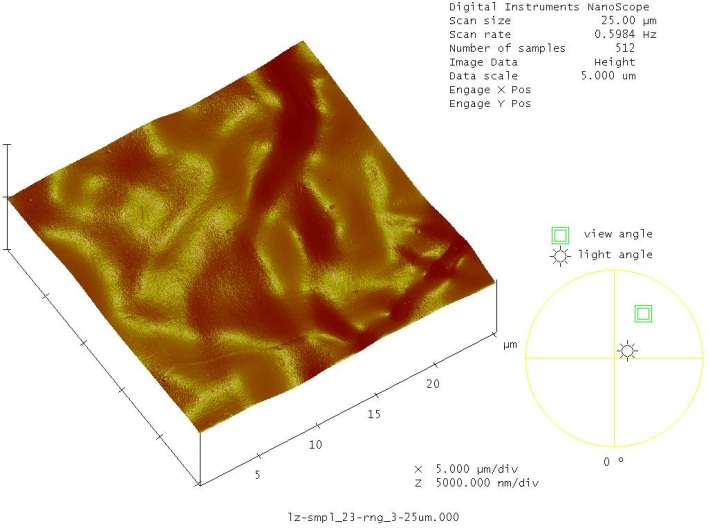 Digital Instruments NanoScope
Scan size 25.00 µm
Scan rate 0.5984 Hz
Number of samples 512
Image Data Height
Data scale 5.000 um
Engage X Pos
Engage Y Pos
view angle
light angle
µm
20
15
10
5
X 5.000 µm/div
Z 5000.000 nm/div
0 º
lz-smpl_23-rng_3-25um.000